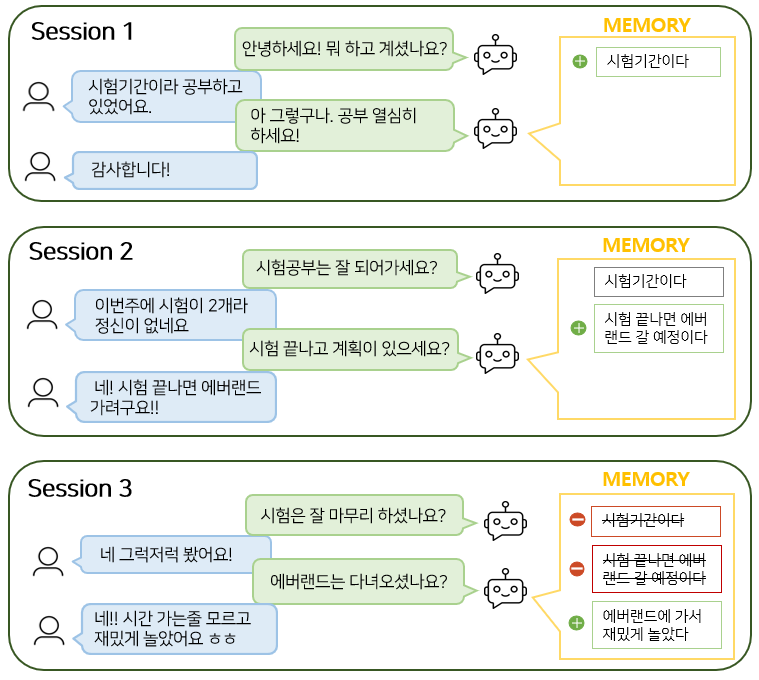 Session 1
안녕하세요! 뭐 하고 계셨나요?
시험기간이라 공부하고
있었어요.
아 그렇구나. 공부 열심히
하세요!
감사합니다!
MEMORY
시험기간이다
Session 2
시험공부는 잘 되어가세요?
이번주에 시험이 2개라
정신이 없네요
시험 끝나고 계획이 있으세요?
네! 시험 끝나면 에버랜드
가려구요!!
MEMORY
시험기간이다
시험 끝나면 에버
랜드 갈 예정이다
Session 3
시험은 잘 마무리 하셨나요?
네 그럭저럭 봤어요!
에버랜드는 다녀오셨나요?
네!! 시간 가는줄 모르고
재밌게 놀았어요 ㅎㅎ
MEMORY
시험기간이다
시험 끝나면 에버
랜드 갈 예정이다
에버랜드에 가서
재밌게 놀았다